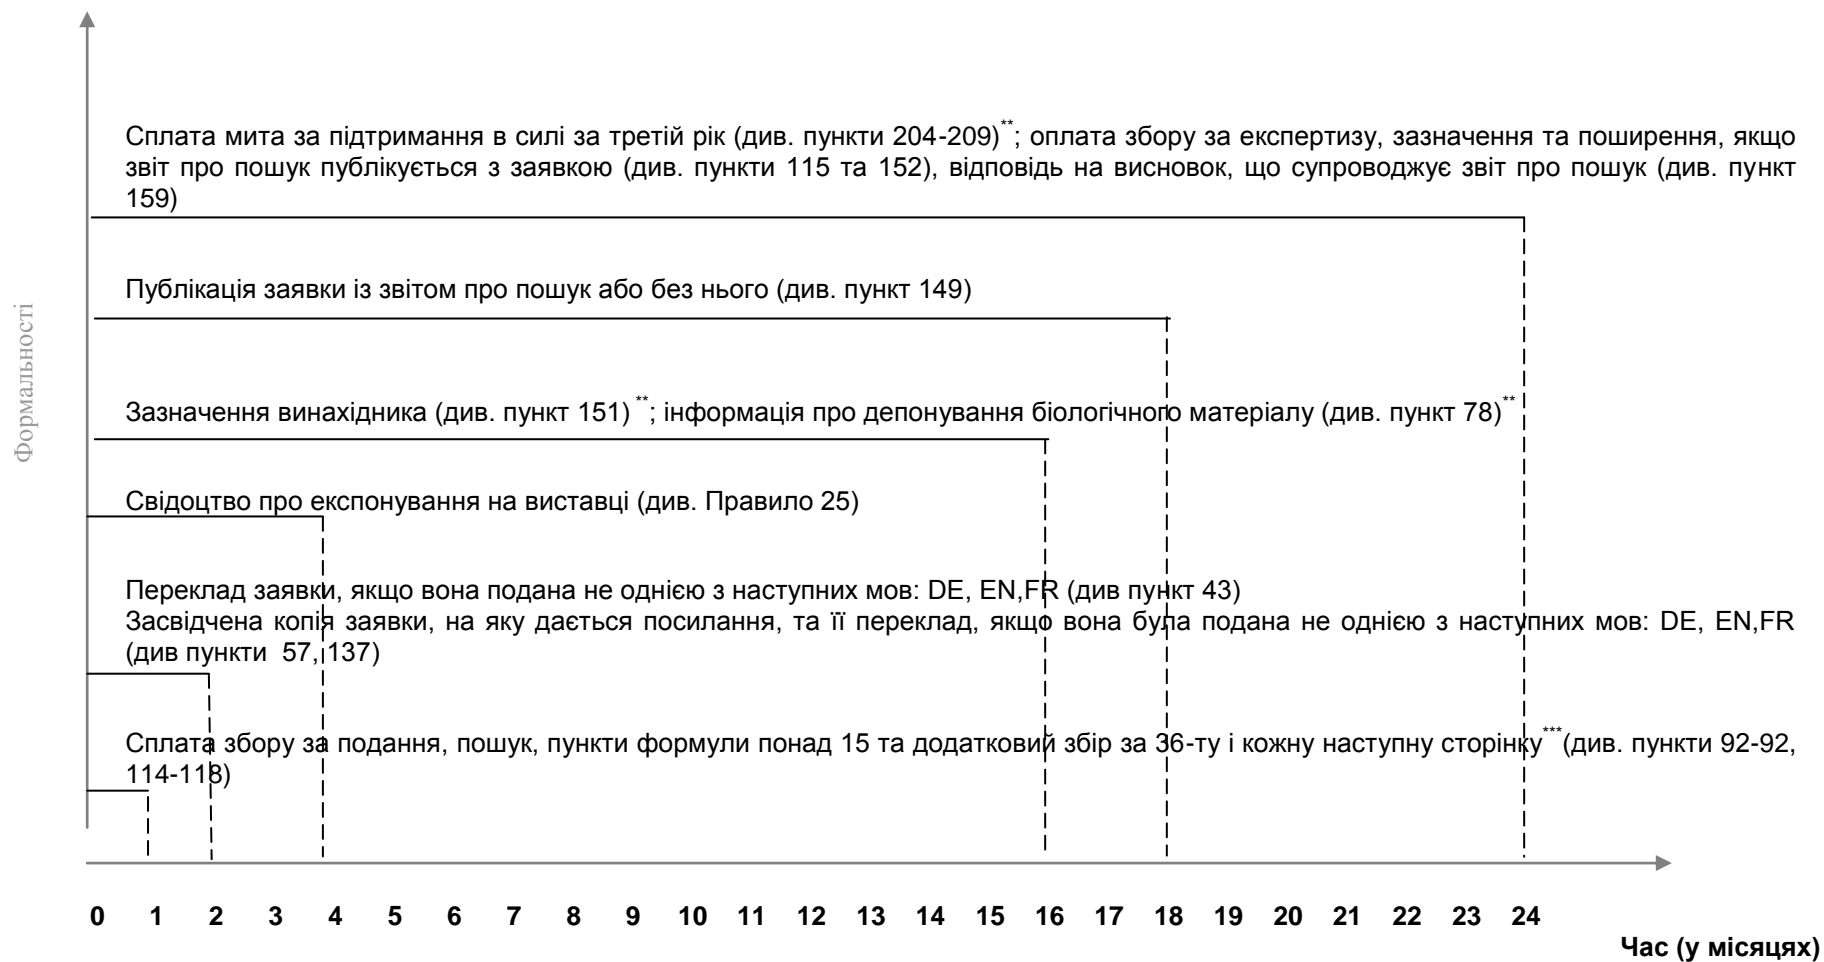 Сплата мита за підтримання в силі за третій рік (див. пункти 204-209)**; оплата збору за експертизу, зазначення та поширення, якщо
звіт про пошук публікується з заявкою (див. пункти 115 та 152), відповідь на висновок, що супроводжує звіт про пошук (див. пункт
159)
Публікація заявки із звітом про пошук або без нього (див. пункт 149)
Формальності
Зазначення винахідника (див. пункт 151) **; інформація про депонування біологічного матеріалу (див. пункт 78)**
Свідоцтво про експонування на виставці (див. Правило 25)
Переклад заявки, якщо вона подана не однією з наступних мов: DE, EN,FR (див пункт 43)
Засвідчена копія заявки, на яку дається посилання, та її переклад, якщо вона була подана не однією з наступних мов: DE, EN,FR
(див пункти 57, 137)
Сплата збору за подання, пошук, пункти формули понад 15 та додатковий збір за 36-ту і кожну наступну сторінку***(див. пункти 92-92,
114-118)
0 1 2 3 4 5 6 7 8 9 10 11 12 13 14 15 16 17 18 19 20 21 22 23 24
Час (у місяцях)